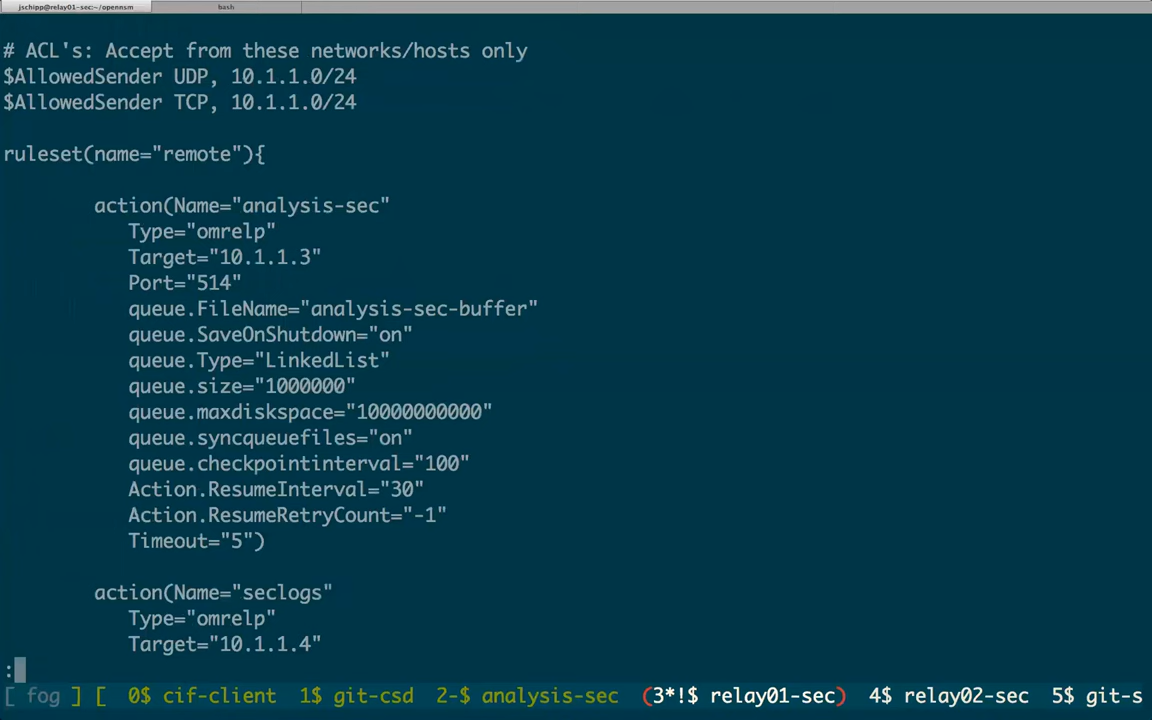 jschipp@relay01-sec:~/opennsm bash
# ACL's: Accept from these networks/hosts only
$AllowedSender UDP, 10.1.1.0/24
$AllowedSender TCP, 10.1.1.0/24
ruleset(name="remote"){
action(Name="analysis-sec"
Type="omrelp"
Target="10.1.1.3"
Port="514"
queue.FileName="analysis-sec-buffer"
queue.SaveOnShutdown="on"
queue.Type="LinkedList"
queue.size="1000000"
queue.maxdiskspace="10000000000"
queue.syncqueuefiles="on"
queue.checkpointinterval="100"
Action.ResumeInterval="30"
Action.ResumeRetryCount="-1"
Timeout="5")
action(Name="seclogs"
Type="omrelp"
Target="10.1.1.4"
:
[ fog ] [ 0$ cif-client 1$ git-csd 2-$ analysis-sec (3*!$ relay01-sec) 4$ relay02-sec 5$ git-s